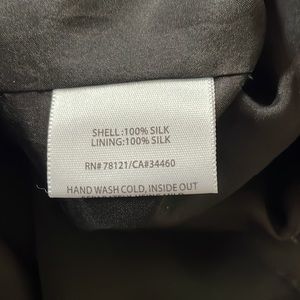 SHELL:100% SILK
LINING:100% SILK
RN# 78121/CA#34460
HAND WASH COLD, INSIDE OUT